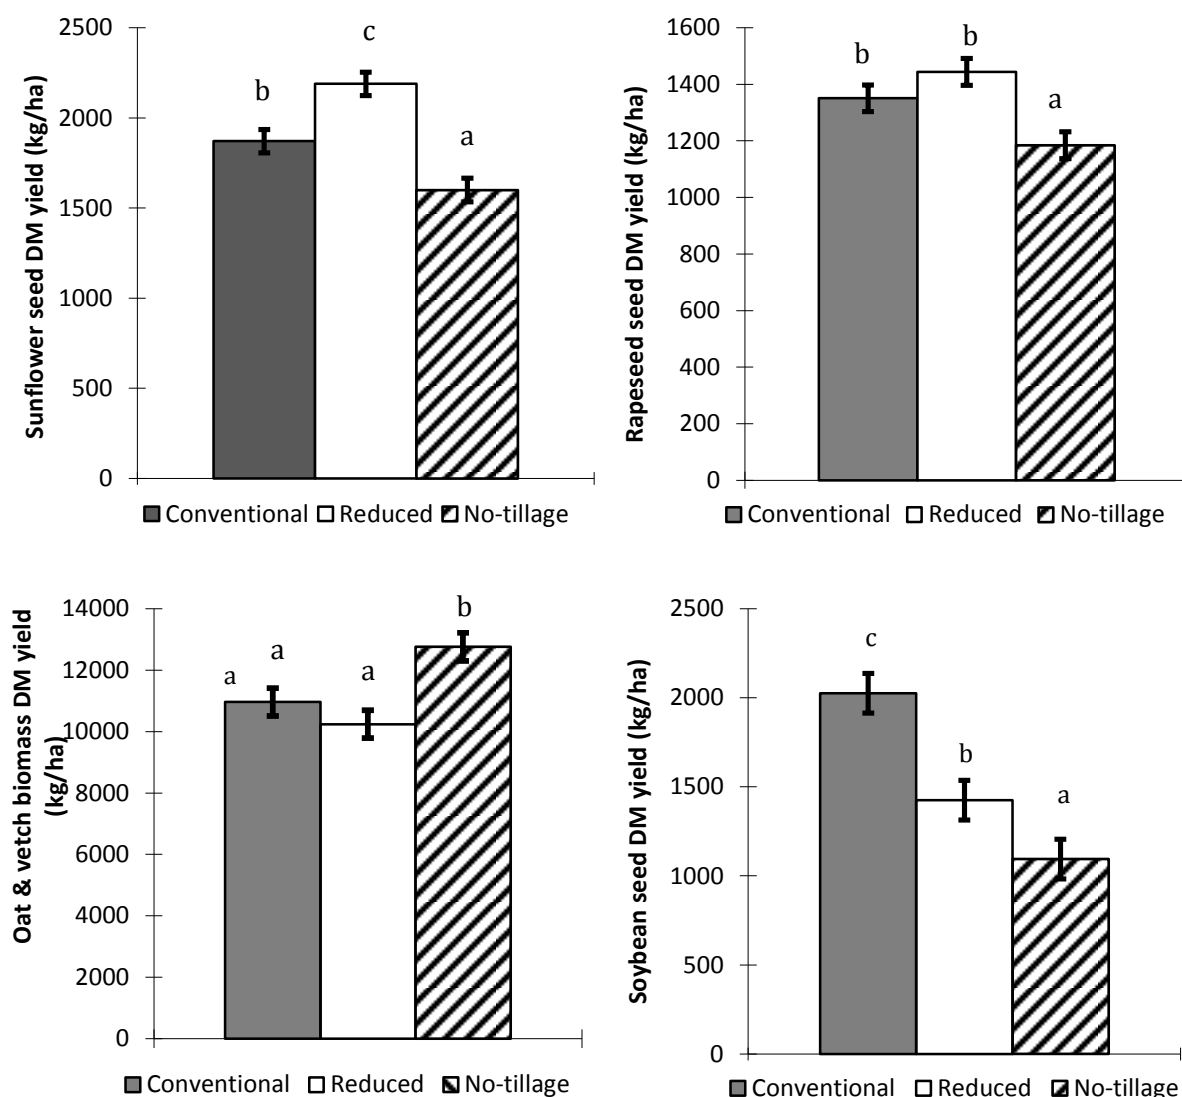 Sunflower seed DM yield (kg/ha)
2500
2000
1500
1000
500
0
b
c
a
Conventional Reduced No-tillage
Rapeseed seed DM yield (kg/ha)
1600
1400
1200
1000
800
600
400
200
0
b
b
a
Conventional Reduced No-tillage
Oat & vetch biomass DM yield
(kg/ha)
14000
12000
10000
8000
6000
4000
2000
0
a
a
a
b
Conventional Reduced No-tillage
Soybean seed DM yield (kg/ha)
2500
2000
1500
1000
500
0
c
b
a
Conventional Reduced No-tillage